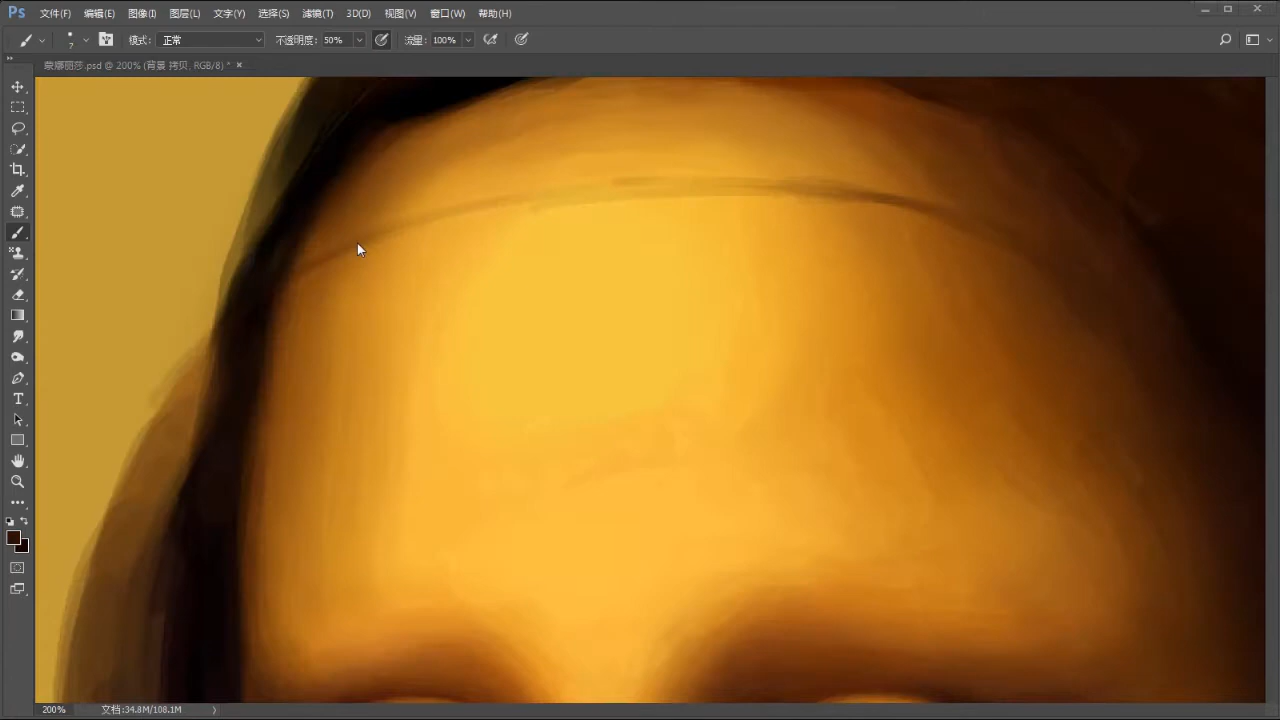 Ps 文件(F) 编辑(E) 图像(I) 图层(L) 文字(Y) 选择(S) 滤镜(T) 3D(D) 视图(V) 窗口(W) 帮助(H)
7 模式: 正常 不透明度: 50% 流量: 100%
蒙娜丽莎.psd @ 200% (背景 拷贝, RGB/8) *
200% 文档:34.8M/108.1M